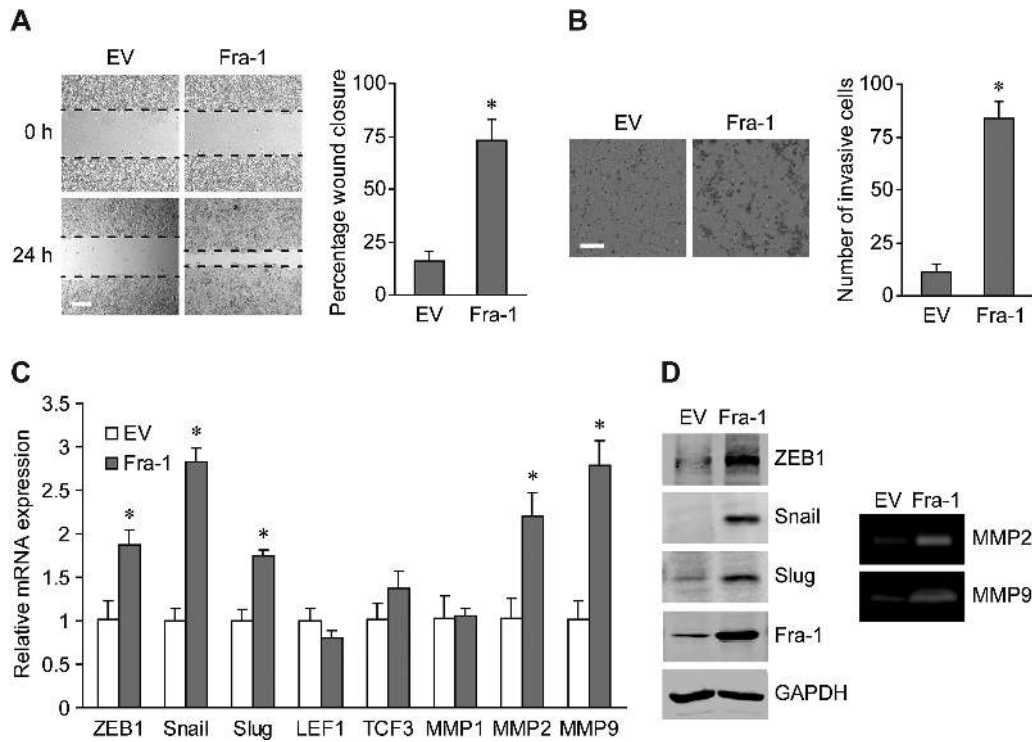 A
EV Fra-1
0 h
24 h
Percentage wound closure
100
75
50
25
0
*
EV Fra-1
B
EV Fra-1
Number of invasive cells
100
75
50
25
0
*
EV Fra-1
C
Relative mRNA expression
3.5
3
2.5
2
1.5
1
0.5
0
EV
Fra-1
* * * * *
ZEB1 Snail Slug LEF1 TCF3 MMP1 MMP2 MMP9
D
EV Fra-1
ZEB1
Snail
Slug
Fra-1
GAPDH
EV Fra-1
MMP2
MMP9